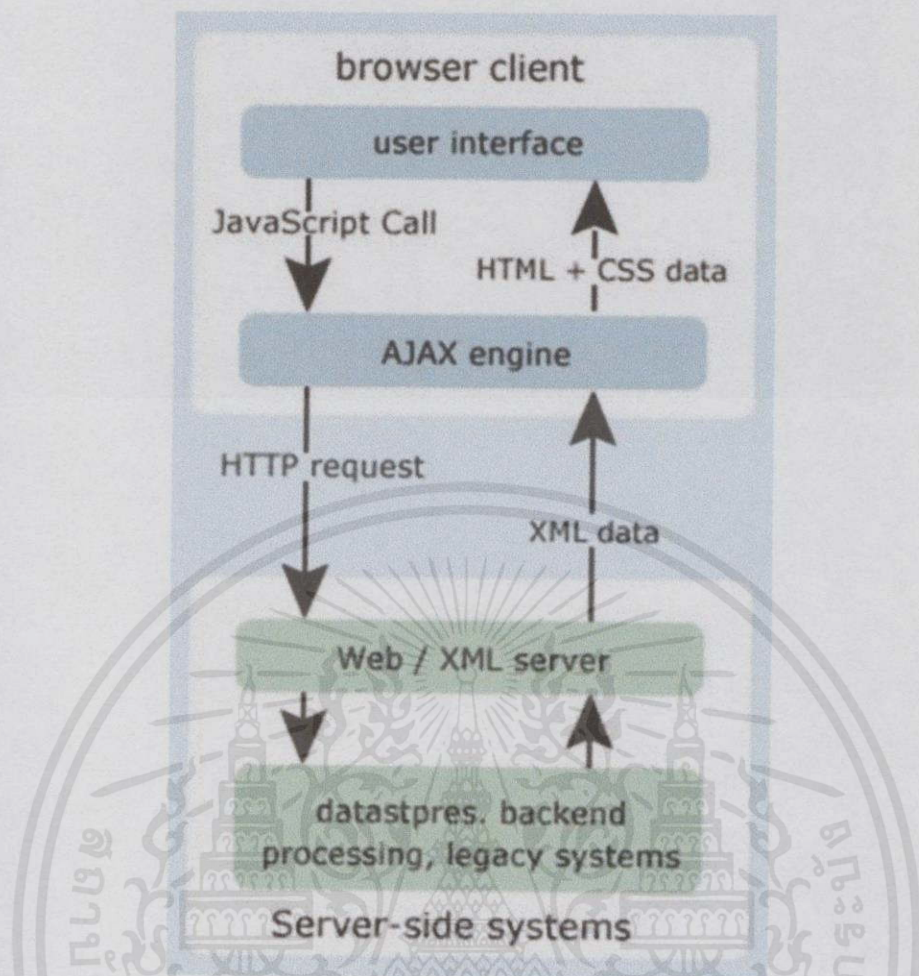 browser client
user interface
JavaScript Call
HTML + CSS data
AJAX engine
HTTP request
XML data
Web / XML server
datastpres. backend
processing, legacy systems
Server-side systems